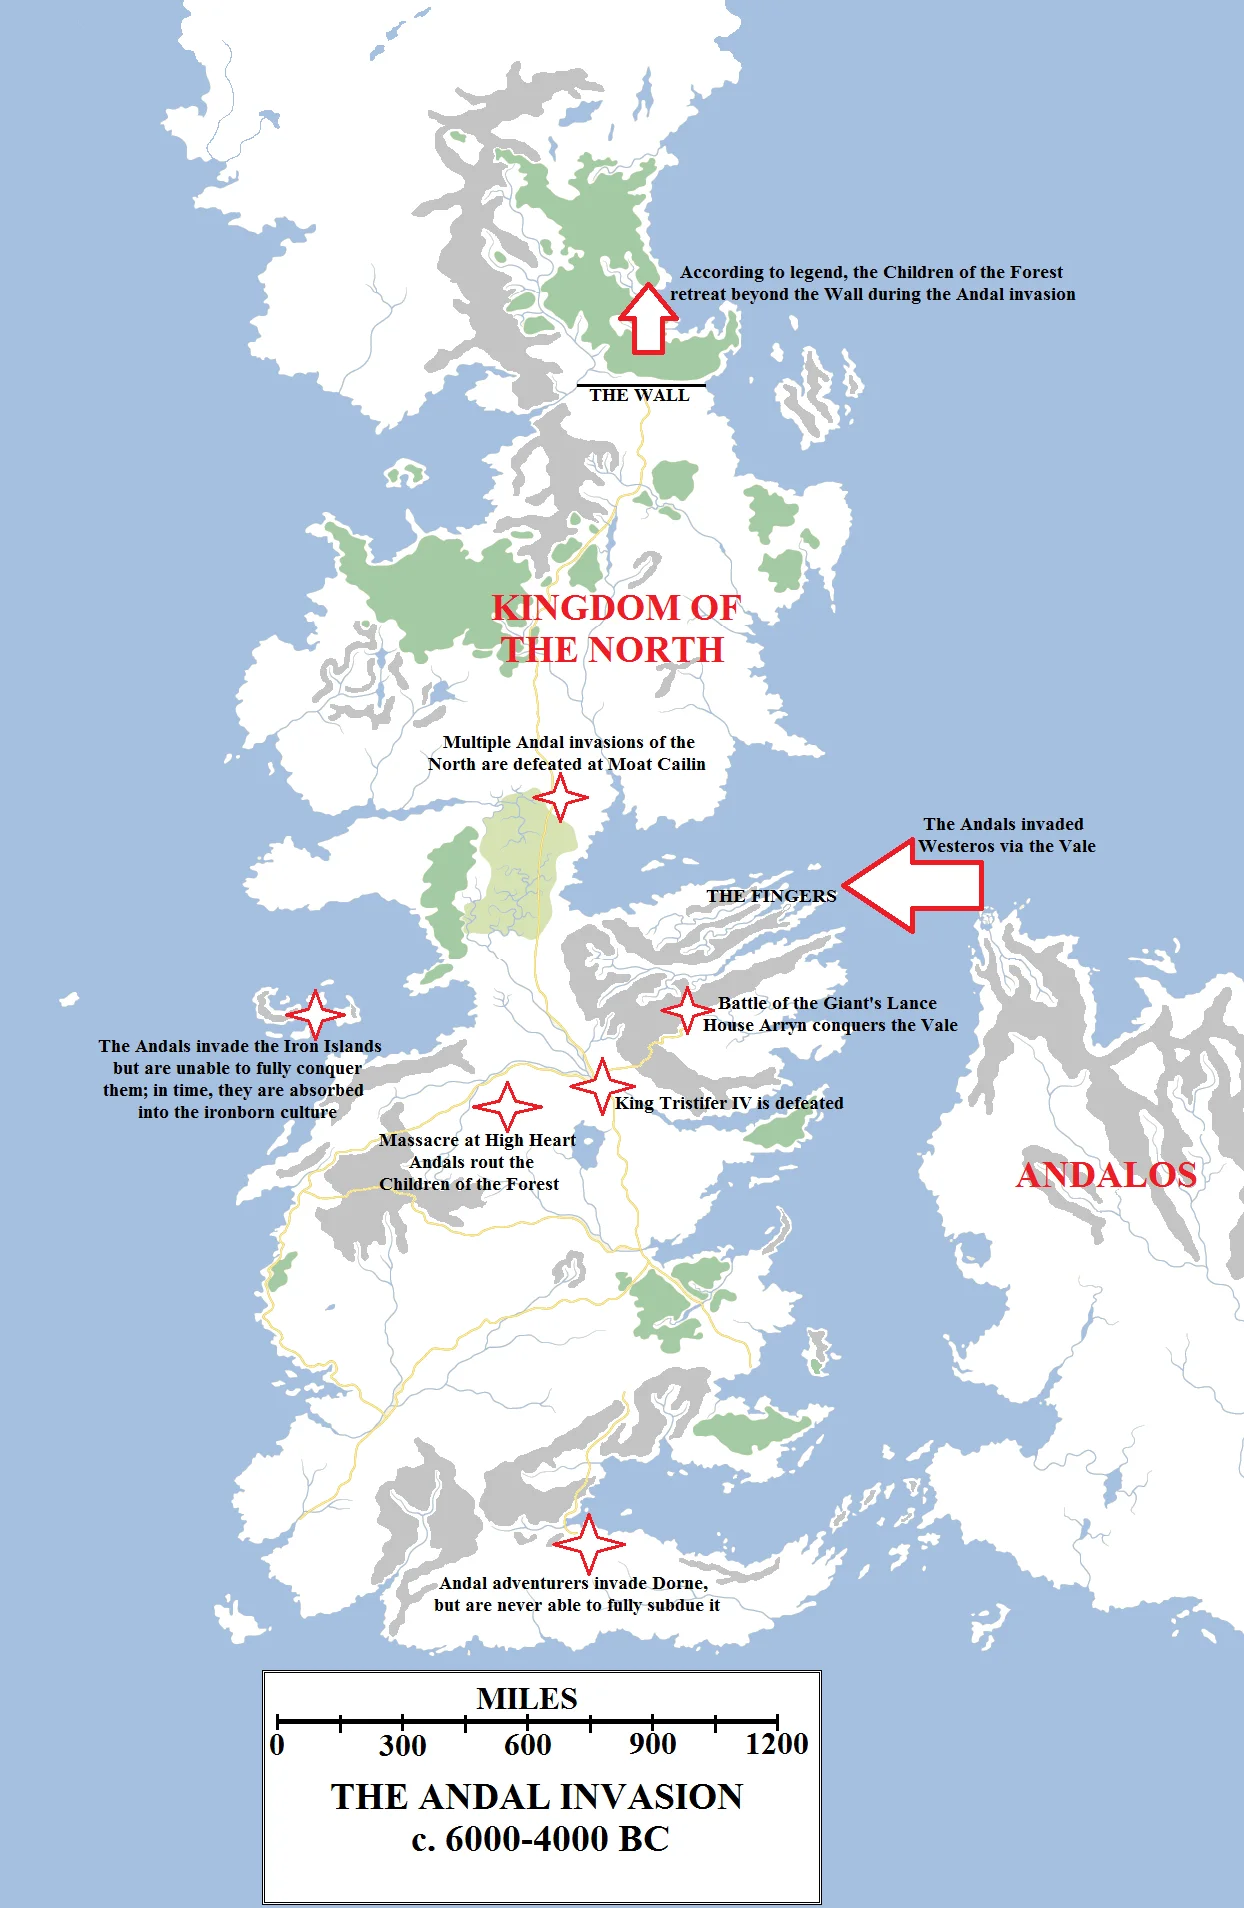 According to legend, the Children of the Forest
retreat beyond the Wall during the Andal invasion
THE WALL
KINGDOM OF
THE NORTH
Multiple Andal invasions of the
North are defeated at Moat Cailin
The Andals invaded
Westeros via the Vale
THE FINGERS
Battle of the Giant's Lance
House Arryn conquers the Vale
The Andals invade the Iron Islands
but are unable to fully conquer
them; in time, they are absorbed
into the ironborn culture
King Tristifer IV is defeated
Massacre at High Heart
Andals rout the
Children of the Forest
ANDALOS
Andal adventurers invade Dorne,
but are never able to fully subdue it
MILES
0 300 600 900 1200
THE ANDAL INVASION
c. 6000-4000 BC